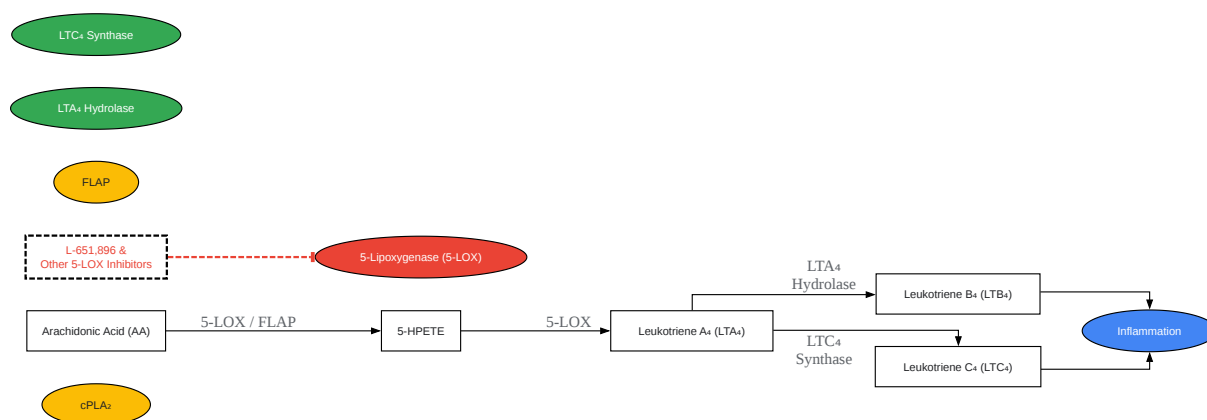 LTC₄ Synthase
LTA₄ Hydrolase
FLAP
L-651,896 &
Other 5-LOX Inhibitors
5-Lipoxygenase (5-LOX)
LTA₄
Hydrolase
Leukotriene B₄ (LTB₄)
Arachidonic Acid (AA)
5-LOX / FLAP
5-HPETE
5-LOX
Leukotriene A₄ (LTA₄)
LTC₄
Synthase
Inflammation
Leukotriene C₄ (LTC₄)
cPLA₂